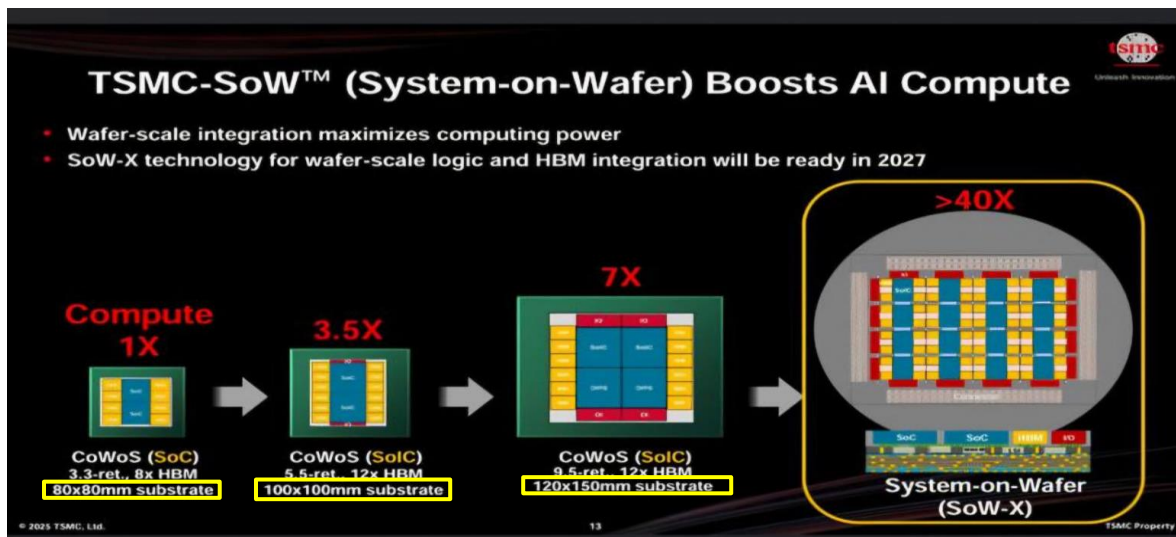 tsmc
Unleash Innovation
TSMC-SoW™ (System-on-Wafer) Boosts AI Compute
• Wafer-scale integration maximizes computing power
• SoW-X technology for wafer-scale logic and HBM integration will be ready in 2027
Compute
1X
3.5X
7X
>40X
SoC
SoC
I/O
SoIC
SoIC
I/O
I/O
I/O
SoIC
CoWoS (SoC)
3.3-ret., 8x HBM
80x80mm substrate
CoWoS (SoIC)
5.5-ret., 12x HBM
100x100mm substrate
CoWoS (SoIC)
9.5-ret., 12x HBM
120x150mm substrate
SoC
SoC
HBM
I/O
System-on-Wafer
(SoW-X)
© 2025 TSMC, Ltd.
13
TSMC Property